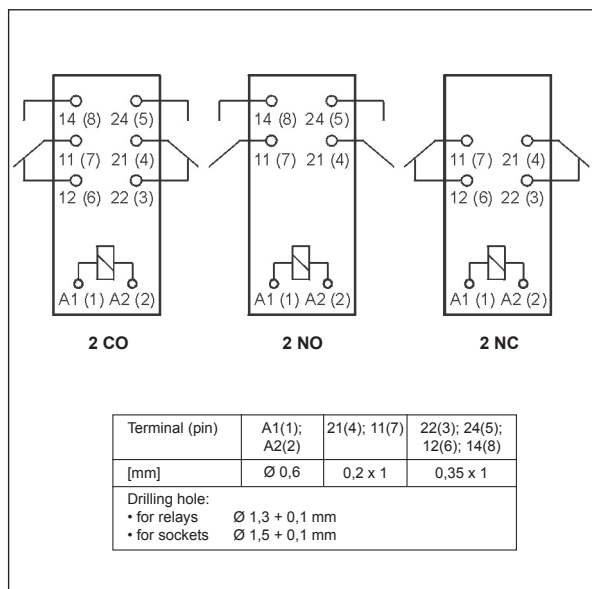 14 (8) 24 (5)
11 (7) 21 (4)
12 (6) 22 (3)
A1 (1) A2 (2)
2 CO
14 (8) 24 (5)
11 (7) 21 (4)
A1 (1) A2 (2)
2 NO
11 (7) 21 (4)
12 (6) 22 (3)
A1 (1) A2 (2)
2 NC
Terminal (pin) A1(1); 21(4); 11(7) 22(3); 24(5);
A2(2) 12(6); 14(8)
[mm] Ø 0,6 0,2 x 1 0,35 x 1
Drilling hole:
• for relays Ø 1,3 + 0,1 mm
• for sockets Ø 1,5 + 0,1 mm